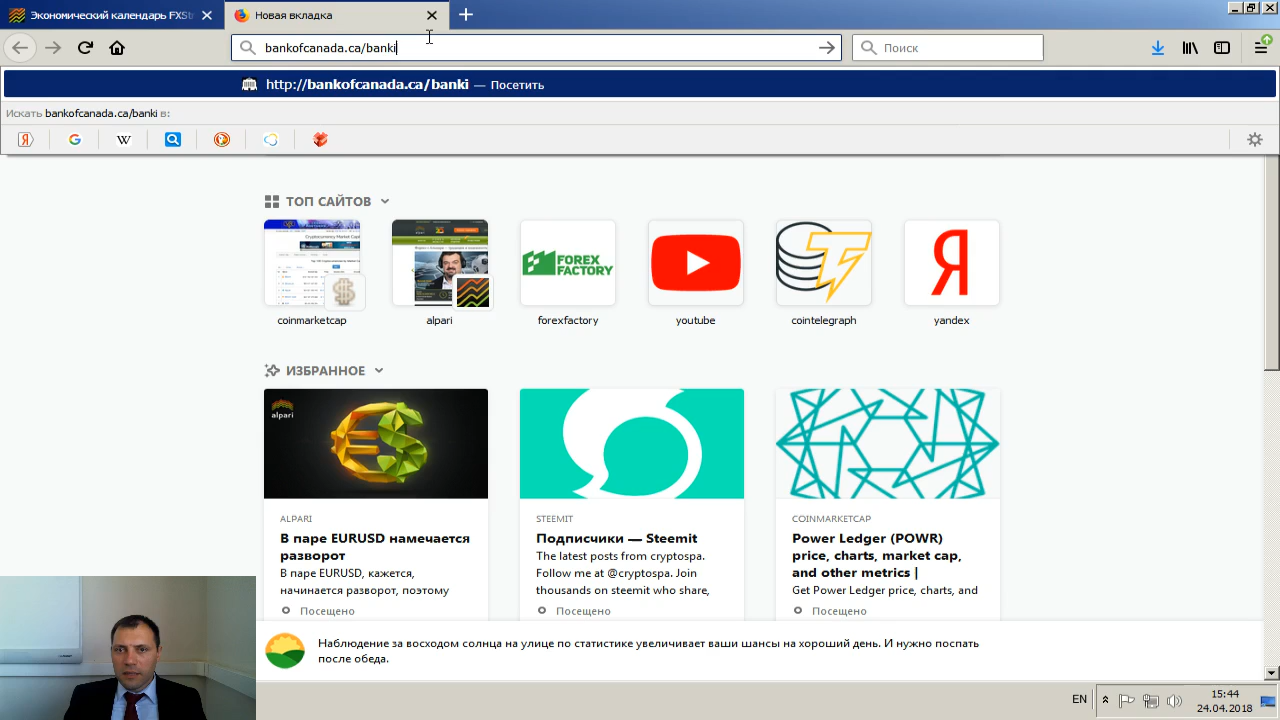 Экономический календарь FXSt
Новая вкладка
bankofcanada.ca/banki
Поиск
http://bankofcanada.ca/banki — Посетить
Искать bankofcanada.ca/banki в:
ТОП САЙТОВ
FOREX
FACTORY
coinmarketcap
alpari
forexfactory
youtube
cointelegraph
yandex
ИЗБРАННОЕ
alpari
ALPARI
В паре EURUSD намечается
разворот
В паре EURUSD, кажется,
начинается разворот, поэтому
Посещено
STEEMIT
Подписчики — Steemit
The latest posts from cryptospa.
Follow me at @cryptospa. Join
thousands on steemit who share,
Посещено
COINMARKETCAP
Power Ledger (POWR)
price, charts, market cap,
and other metrics |
Get Power Ledger price, charts, and
Посещено
Наблюдение за восходом солнца на улице по статистике увеличивает ваши шансы на хороший день. И нужно поспать
после обеда.
EN
15:44
24.04.2018